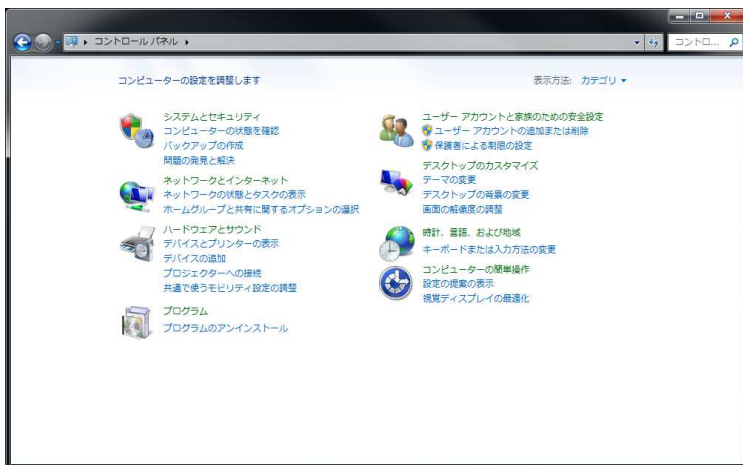 コントロール パネル
コントロ...
コンピューターの設定を調整します
表示方法: カテゴリ
システムとセキュリティ
コンピューターの状態を確認
バックアップの作成
問題の発見と解決
ネットワークとインターネット
ネットワークの状態とタスクの表示
ホームグループと共有に関するオプションの選択
ハードウェアとサウンド
デバイスとプリンターの表示
デバイスの追加
プロジェクターへの接続
共通で使うモビリティ設定の調整
プログラム
プログラムのアンインストール
ユーザー アカウントと家族のための安全設定
ユーザー アカウントの追加または削除
保護者による制限の設定
デスクトップのカスタマイズ
テーマの変更
デスクトップの背景の変更
画面の解像度の調整
時計、言語、および地域
キーボードまたは入力方法の変更
コンピューターの簡単操作
設定の提案の表示
視覚ディスプレイの最適化